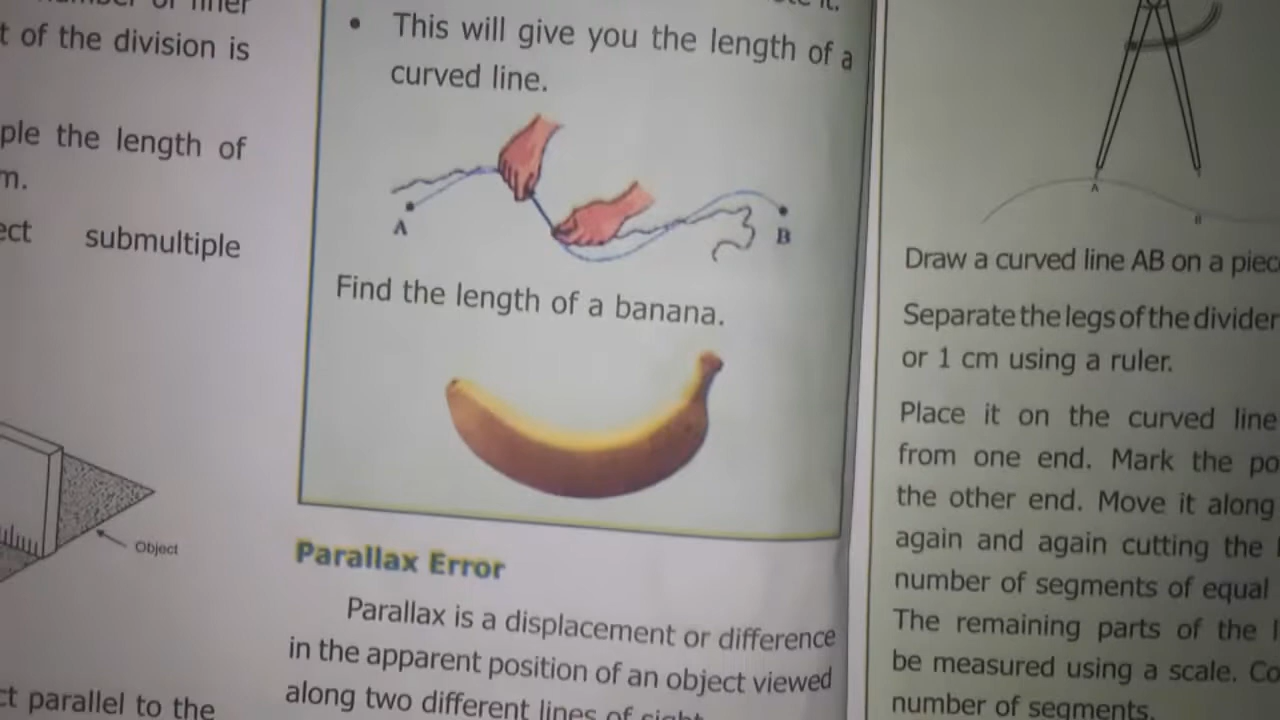 t of the division is
ple the length of
m.
ect submultiple
Object
ct parallel to the
• This will give you the length of a
curved line.
A
B
Find the length of a banana.
Parallax Error
Parallax is a displacement or difference
in the apparent position of an object viewed
along two different lines of sight
A
B
Draw a curved line AB on a piec
Separate the legs of the divider
or 1 cm using a ruler.
Place it on the curved line
from one end. Mark the po
the other end. Move it along
again and again cutting the
number of segments of equal
The remaining parts of the
be measured using a scale. Co
number of segments.